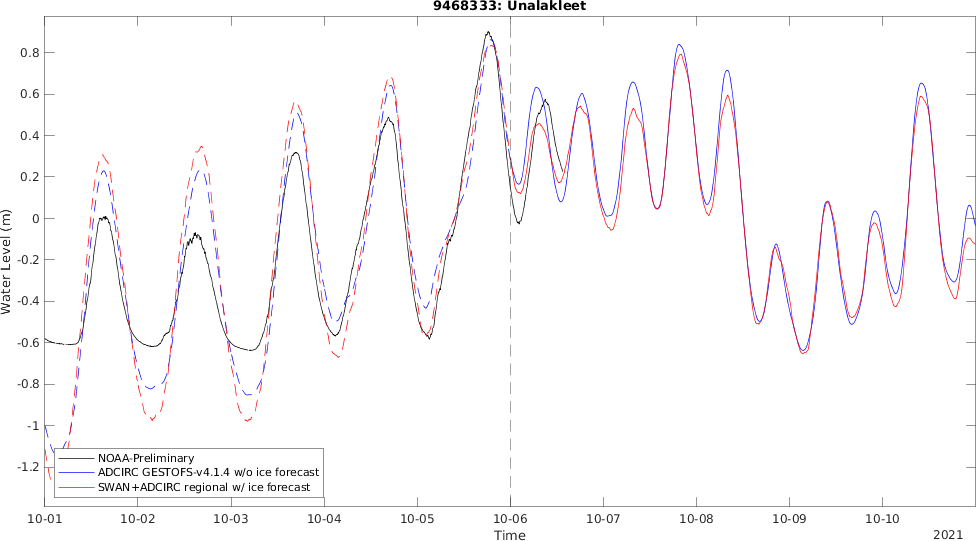 9468333: Unalakleet
Water Level (m)
0.8
0.6
0.4
0.2
0
-0.2
-0.4
-0.6
-0.8
-1
-1.2
NOAA-Preliminary
ADCIRC GESTOFS-v4.1.4 w/o ice forecast
SWAN+ADCIRC regional w/ ice forecast
10-01 10-02 10-03 10-04 10-05 10-06 10-07 10-08 10-09 10-10
Time
2021